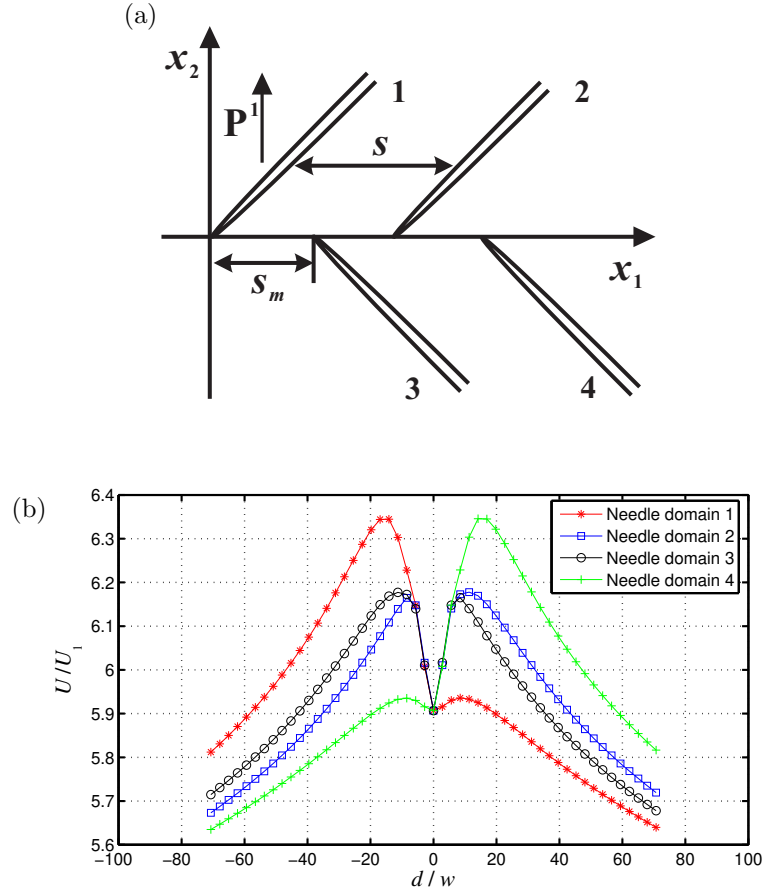 (a)
x₂
P¹
1
2
s
x₁
sₘ
3
4
(b)
6.4
6.3
6.2
6.1
6
5.9
5.8
5.7
5.6
U/U₁
Needle domain 1
Needle domain 2
Needle domain 3
Needle domain 4
−100 −80 −60 −40 −20 0 20 40 60 80 100
d / w